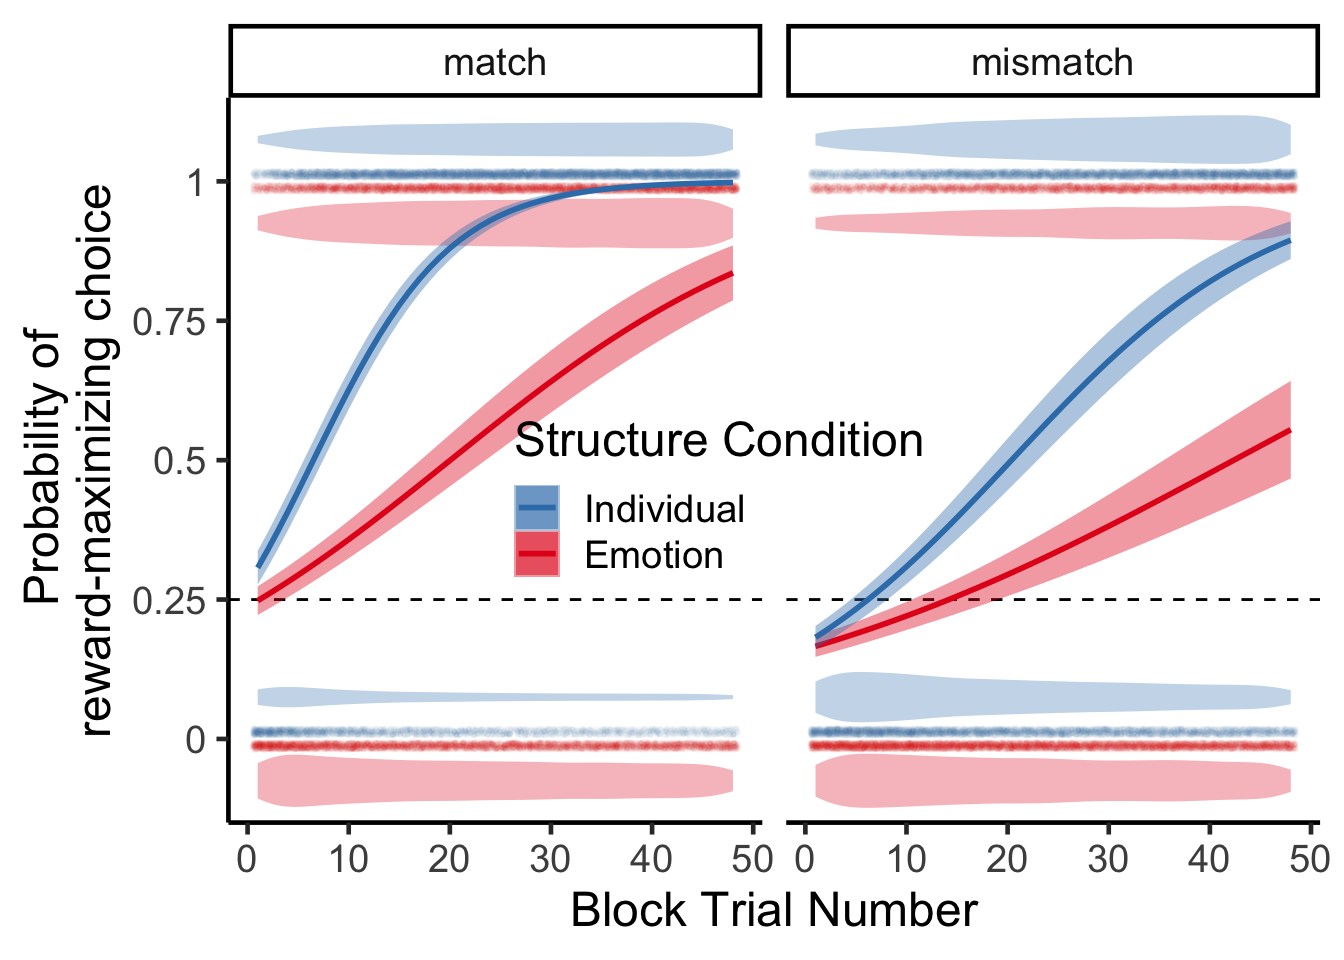 match
mismatch
Probability of
reward-maximizing choice
1
0.75
0.5
0.25
0
Structure Condition
Individual
Emotion
0 10 20 30 40 50
0 10 20 30 40 50
Block Trial Number